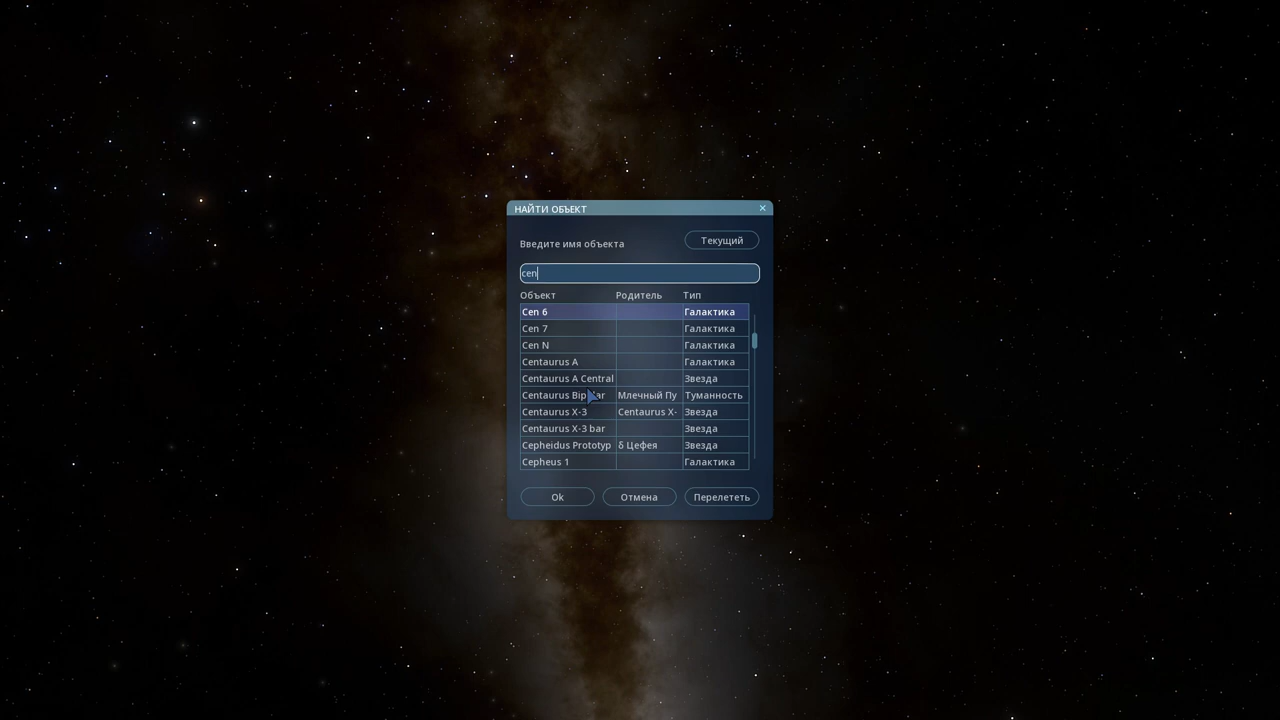 НАЙТИ ОБЪЕКТ
Введите имя объекта
Текущий
cen
Объект Родитель Тип
Cen 6 Галактика
Cen 7 Галактика
Cen N Галактика
Centaurus A Галактика
Centaurus A Central Звезда
Centaurus Млечный Пу Туманность
Centaurus X-3 Centaurus X- Звезда
Centaurus X-3 bar Звезда
Cepheidus Prototyp δ Цефея Звезда
Cepheus 1 Галактика
Ok Отмена Перелететь